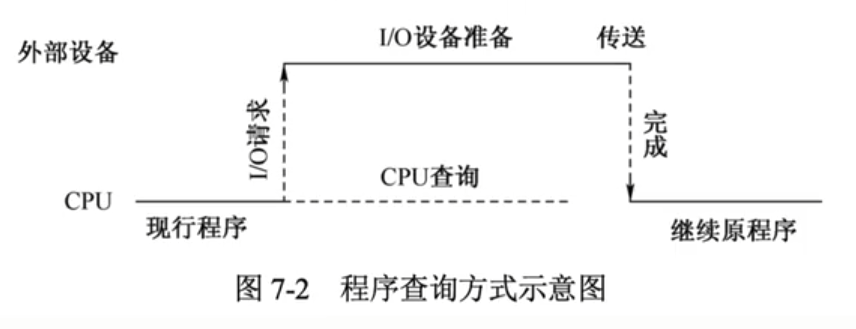 外部设备
I/O设备准备
传送
I/O请求
完成
CPU查询
CPU
现行程序
继续原程序
图 7-2 程序查询方式示意图